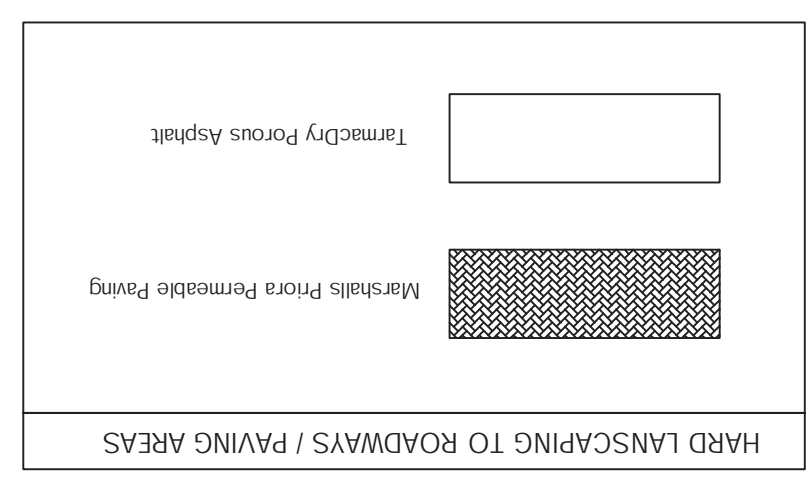 HARD LANSCAPING TO ROADWAYS / PAVING AREAS
Marshalls Priora Permeable Paving
TarmacDry Porous Asphalt